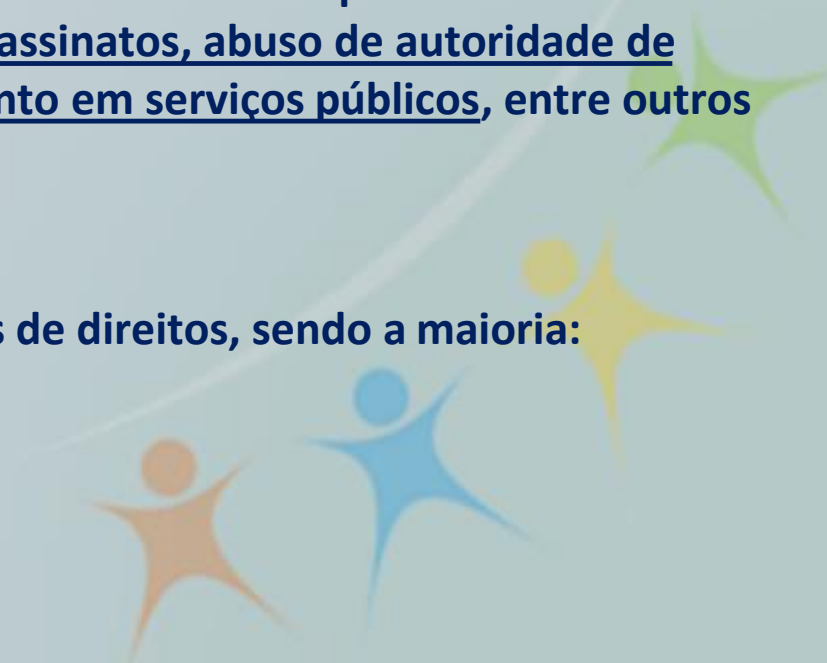 assinatos, abuso de autoridade de
nto em serviços públicos, entre outros
s de direitos, sendo a maioria: